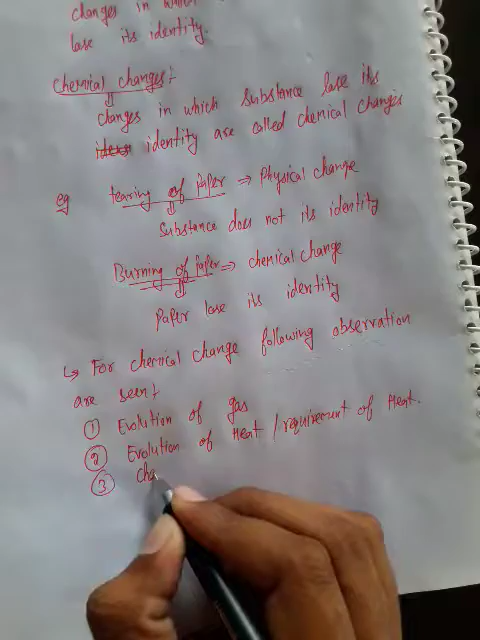 changes in which
lose its identity.
Chemical changes:-
changes in which substance lose its
identity are called chemical changes
eg tearing of paper ⇒ Physical change
Substance does not its identity
Burning of paper ⇒ chemical change
Paper lose its identity
↳ For chemical change following observation
are seen:-
① Evolution of gas
② Evolution of Heat / requirement of Heat.
③ Cha